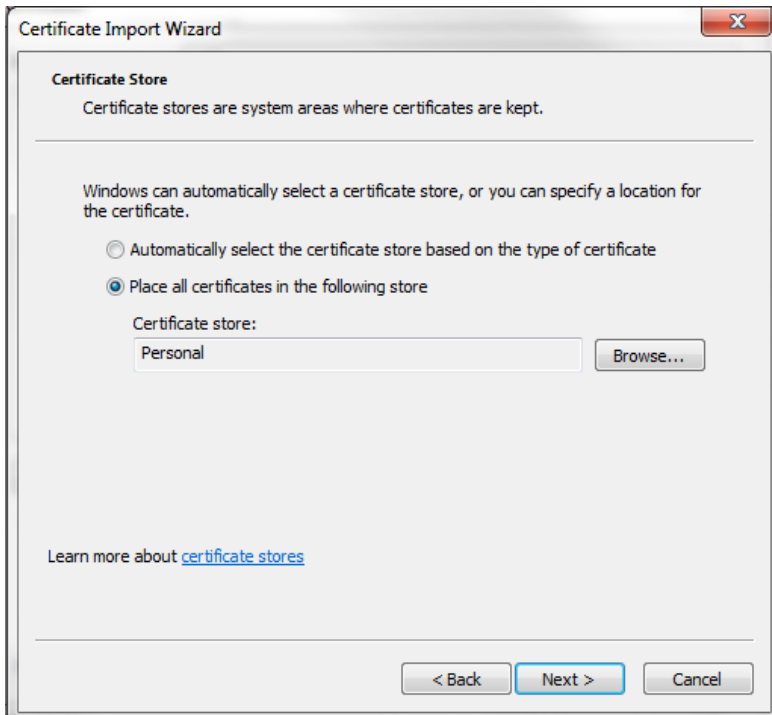 Certificate Import Wizard
Certificate Store
Certificate stores are system areas where certificates are kept.
Windows can automatically select a certificate store, or you can specify a location for
the certificate.
Automatically select the certificate store based on the type of certificate
Place all certificates in the following store
Certificate store:
Personal
Browse...
Learn more about certificate stores
< Back Next > Cancel